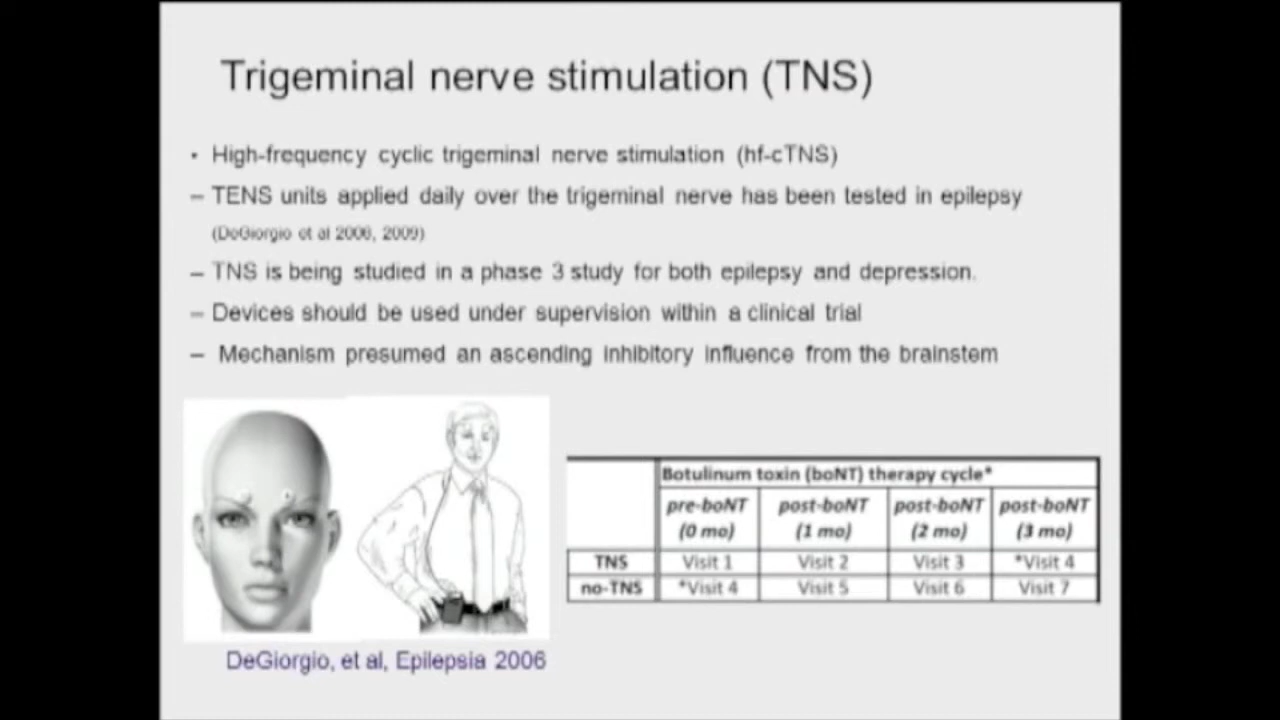 Trigeminal nerve stimulation (TNS)
• High-frequency cyclic trigeminal nerve stimulation (hf-cTNS)
– TENS units applied daily over the trigeminal nerve has been tested in epilepsy
(DeGiorgio et al 2006, 2009)
– TNS is being studied in a phase 3 study for both epilepsy and depression.
– Devices should be used under supervision within a clinical trial
– Mechanism presumed an ascending inhibitory influence from the brainstem
Botulinum toxin (boNT) therapy cycle*
pre-boNT post-boNT post-boNT post-boNT
(0 mo) (1 mo) (2 mo) (3 mo)
TNS Visit 1 Visit 2 Visit 3 *Visit 4
no-TNS *Visit 4 Visit 5 Visit 6 Visit 7
DeGiorgio, et al, Epilepsia 2006